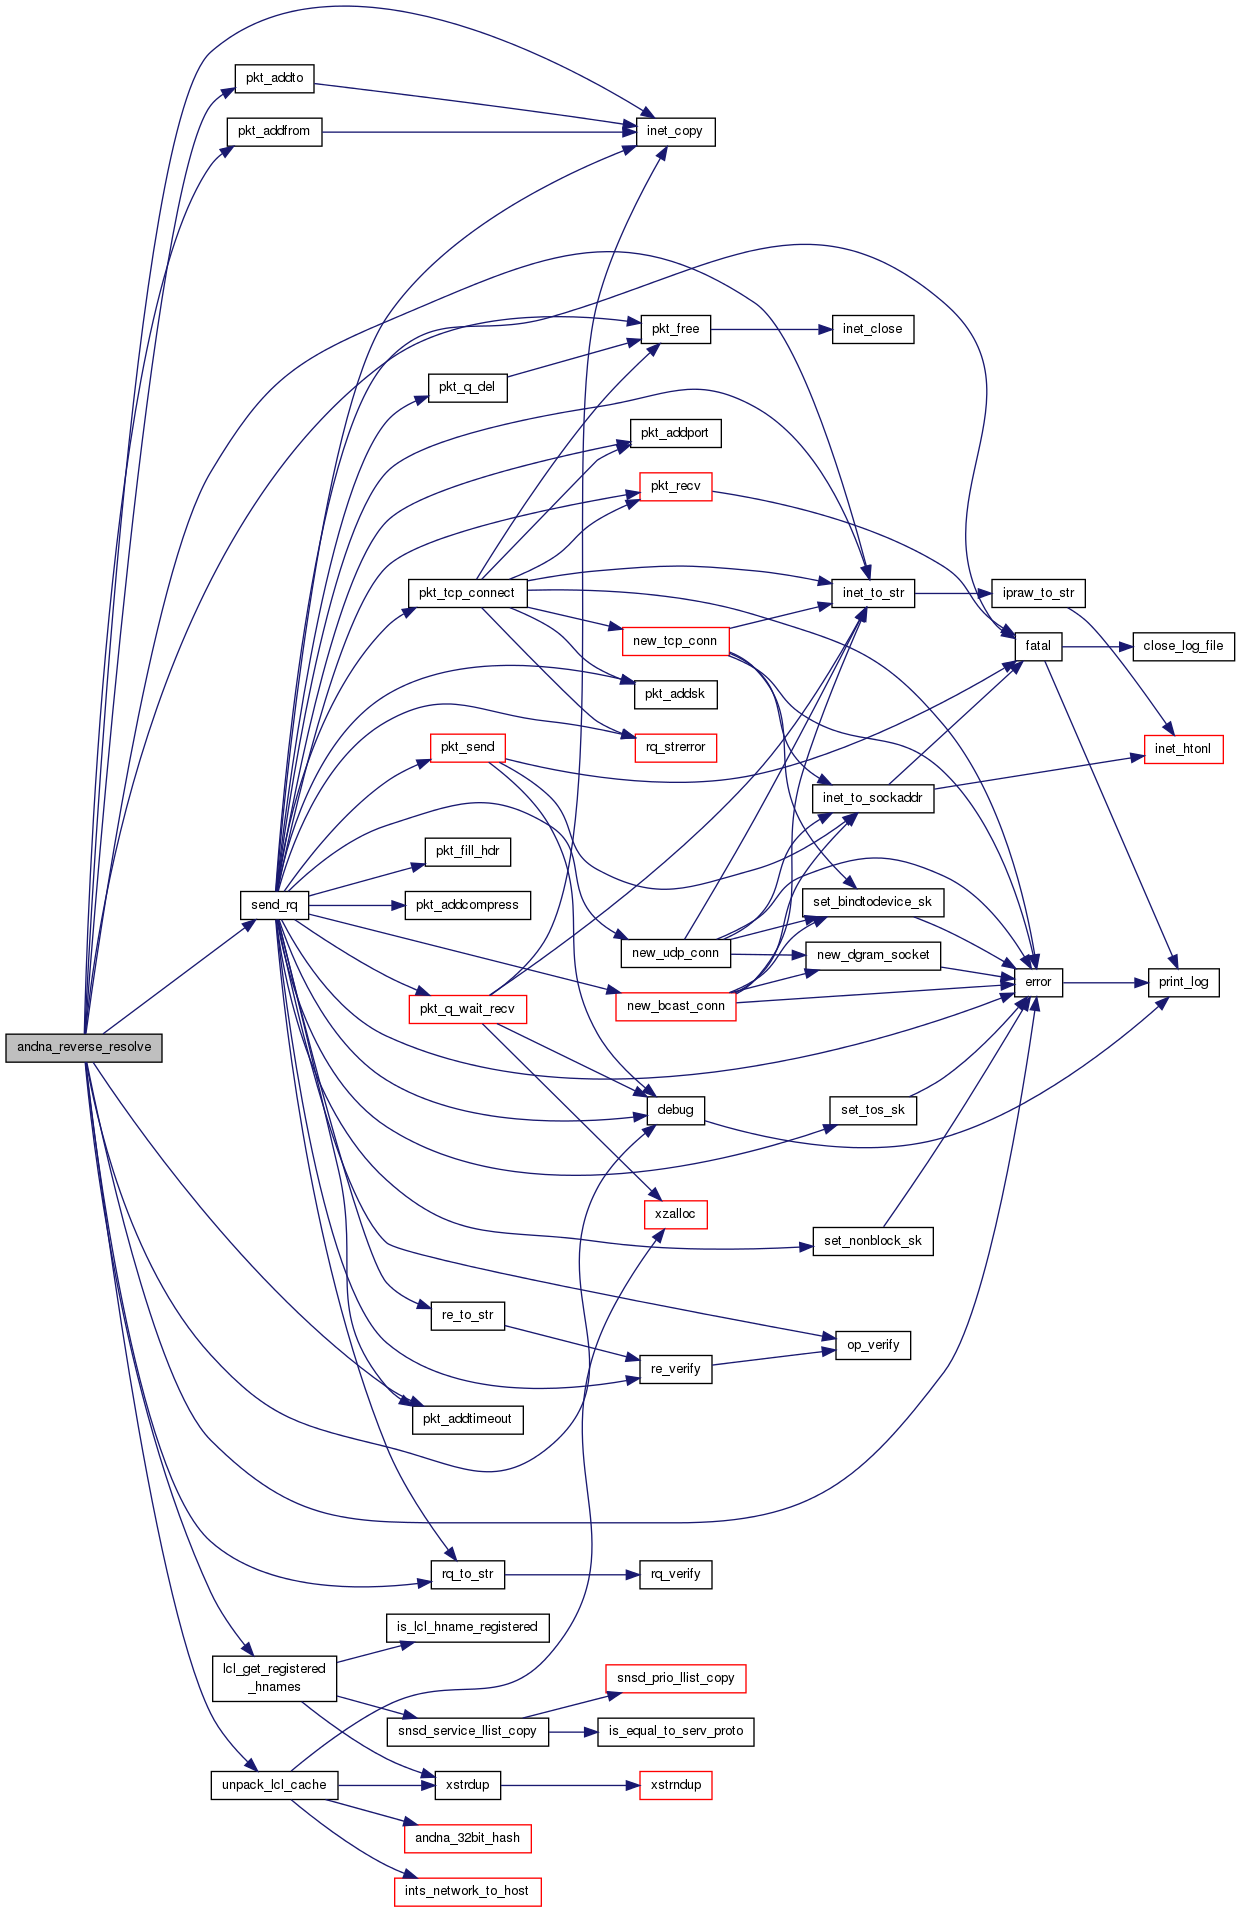 pkt_addto
pkt_addfrom
inet_copy
pkt_free
inet_close
pkt_q_del
pkt_addport
pkt_recv
pkt_tcp_connect
inet_to_str
ipraw_to_str
new_tcp_conn
fatal
close_log_file
pkt_addsk
pkt_send
rq_strerror
inet_htonl
inet_to_sockaddr
pkt_fill_hdr
send_rq
pkt_addcompress
set_bindtodevice_sk
new_udp_conn
new_dgram_socket
error
print_log
pkt_q_wait_recv
new_bcast_conn
andna_reverse_resolve
debug
set_tos_sk
xzalloc
set_nonblock_sk
re_to_str
op_verify
re_verify
pkt_addtimeout
rq_to_str
rq_verify
is_lcl_hname_registered
lcl_get_registered
_hnames
snsd_prio_llist_copy
snsd_service_llist_copy
is_equal_to_serv_proto
unpack_lcl_cache
xstrdup
xstrndup
andna_32bit_hash
ints_network_to_host